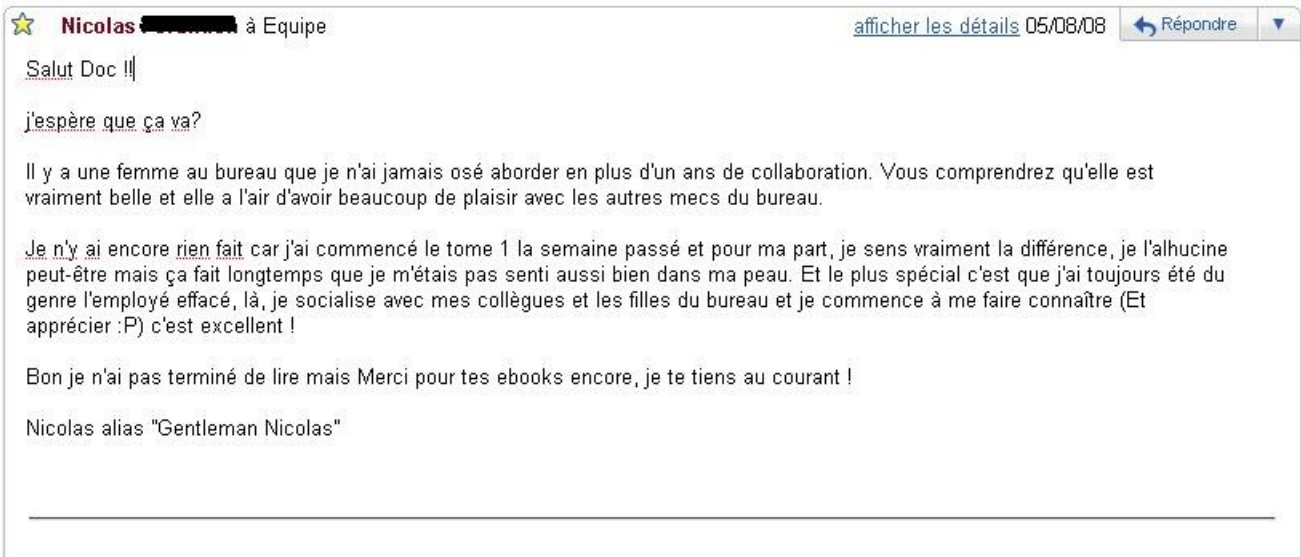 Nicolas à Equipe afficher les détails 05/08/08 Répondre
Salut Doc !!
j'espère que ça va?
Il y a une femme au bureau que je n'ai jamais osé aborder en plus d'un ans de collaboration. Vous comprendrez qu'elle est
vraiment belle et elle a l'air d'avoir beaucoup de plaisir avec les autres mecs du bureau.
Je n'y ai encore rien fait car j'ai commencé le tome 1 la semaine passé et pour ma part, je sens vraiment la différence, je l'alhucine
peut-être mais ça fait longtemps que je m'étais pas senti aussi bien dans ma peau. Et le plus spécial c'est que j'ai toujours été du
genre l'employé effacé, là, je socialise avec mes collègues et les filles du bureau et je commence à me faire connaître (Et
apprécier :P) c'est excellent !
Bon je n'ai pas terminé de lire mais Merci pour tes ebooks encore, je te tiens au courant !
Nicolas alias "Gentleman Nicolas"